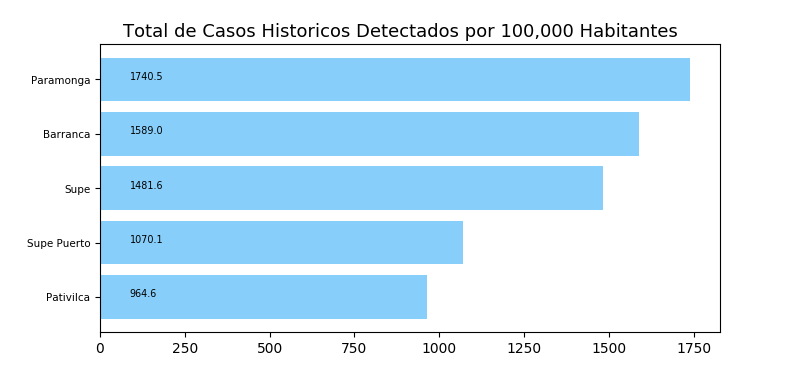 Total de Casos Historicos Detectados por 100,000 Habitantes
Paramonga 1740.5
Barranca 1589.0
Supe 1481.6
Supe Puerto 1070.1
Pativilca 964.6
0 250 500 750 1000 1250 1500 1750